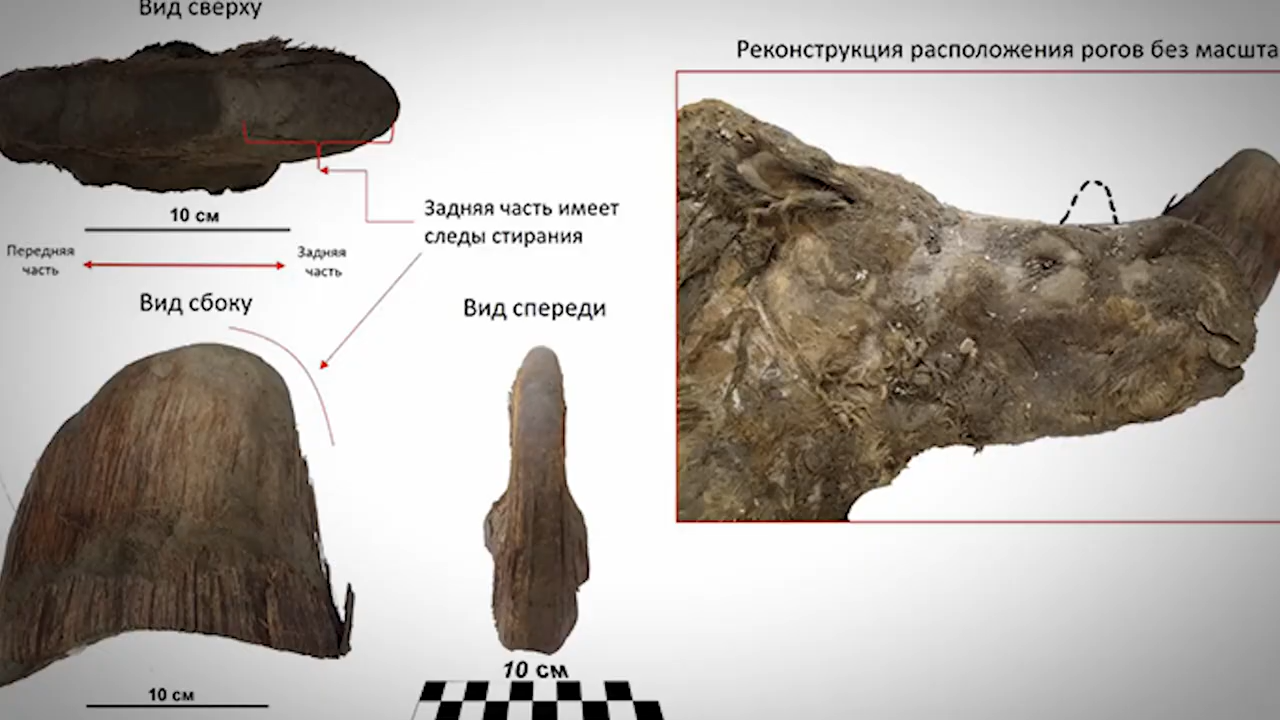 Вид сверху
Реконструкция расположения рогов без масшта
10 см
Задняя часть имеет
следы стирания
Передняя
часть
Задняя
часть
Вид сбоку
Вид спереди
10 см
10 см